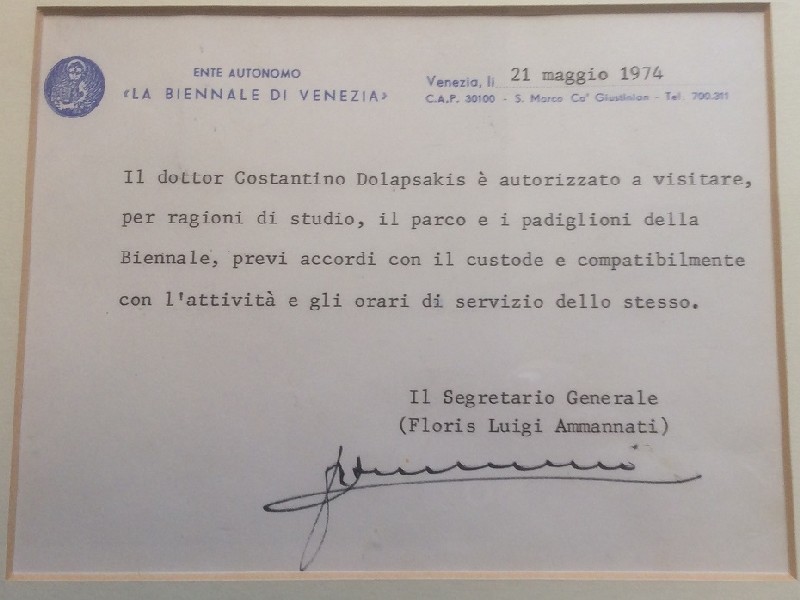 ENTE AUTONOMO
«LA BIENNALE DI VENEZIA»
Venezia, li 21 maggio 1974
C.A.P. 30100 - S. Marco Ca' Giustinian - Tel. 700.311
Il dottor Costantino Dolapsakis è autorizzato a visitare,
per ragioni di studio, il parco e i padiglioni della
Biennale, previ accordi con il custode e compatibilmente
con l'attività e gli orari di servizio dello stesso.
Il Segretario Generale
(Floris Luigi Ammannati)